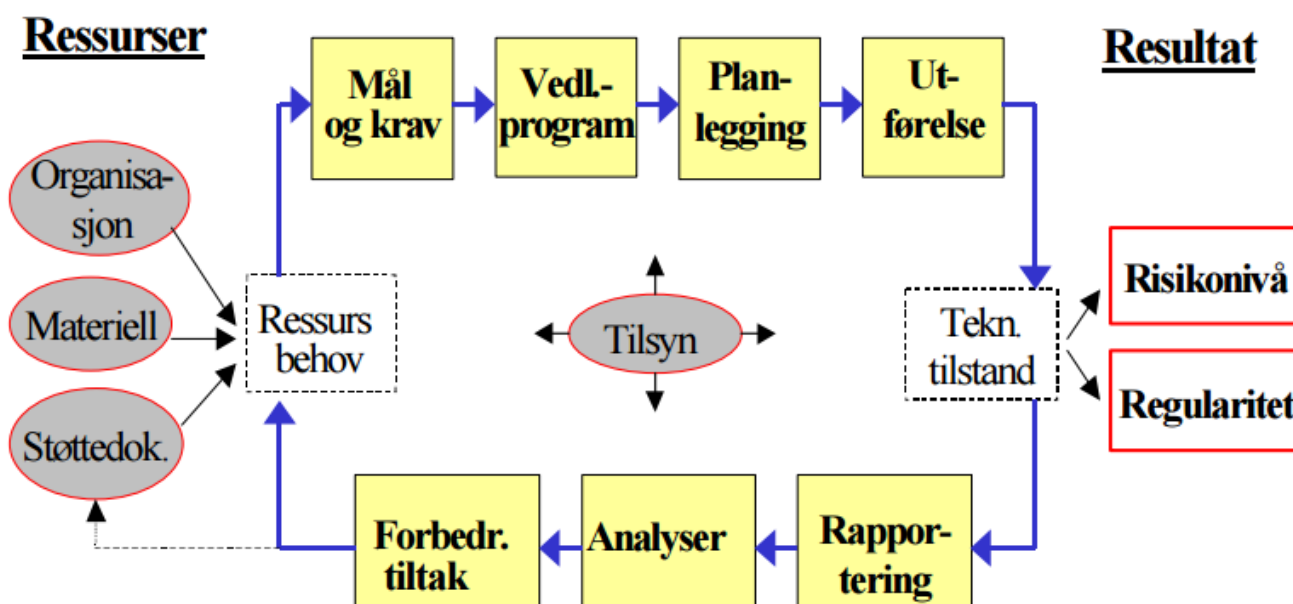 Ressurser
Resultat
Mål
og krav
Vedl.-
program
Plan-
legging
Ut-
førelse
Organisa-
sjon
Materiell
Støttedok.
Ressurs
behov
Tilsyn
Tekn.
tilstand
Risikonivå
Regularitet
Forbedr.
tiltak
Analyser
Rappor-
tering